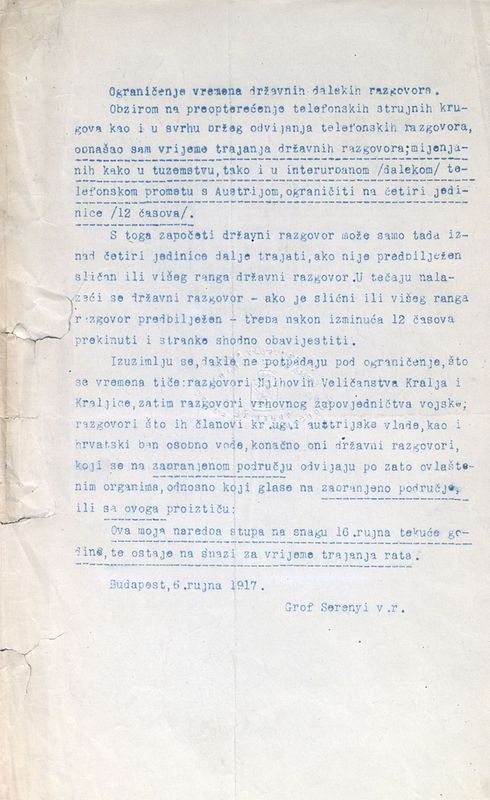 Ograničenje vremena državnih dalekih razgovora.
Obzirom na preopterećenje telefonskih strujnih kru-
gova kao i u svrhu bržeg odvijanja telefonskih razgovora,
obnašao sam vrijeme trajanja državnih razgovora;mijenja-
nih kako u tuzemstvu,tako i u interurbanom /dalekom/ te-
lefonskom prometu s Austrijom,ograničiti na četiri jedi-
nice /12 časova/.
S toga započeti državni razgovor može samo tada iz-
nad četiri jedinice dalje trajati,ako nije predbilježen
sličan ili višeg ranga državni razgovor.U tečaju nala-
zeći se državni razgovor - ako je slični ili višeg ranga
razgovor predbilježen - treba nakon izminuća 12 časova
prekinuti i stranke shodno obavijestiti.
Izuzimlju se,dakle ne potpadaju pod ograničenje,što
se vremena tiče:razgovori Njihovih Veličanstva Kralja i
Kraljice,zatim razgovori vrhovnog zapovjedničtva vojske;
razgovori što ih članovi kr.ug.i auttrijske vlade,kao i
hrvatski ban osobno vode,konačno oni državni razgovori,
koji se na zabranjenom području odvijaju po zato ovlašte-
nim organima,odnosno koji glase na zabranjeno područje,
ili sa ovoga proiztiču:
Ova moja naredba stupa na snagu 16.rujna tekuće go-
dine,te ostaje na snazi za vrijeme trajanja rata.
Budapest,6.rujna 1917.
Grof Serenyi v.r.